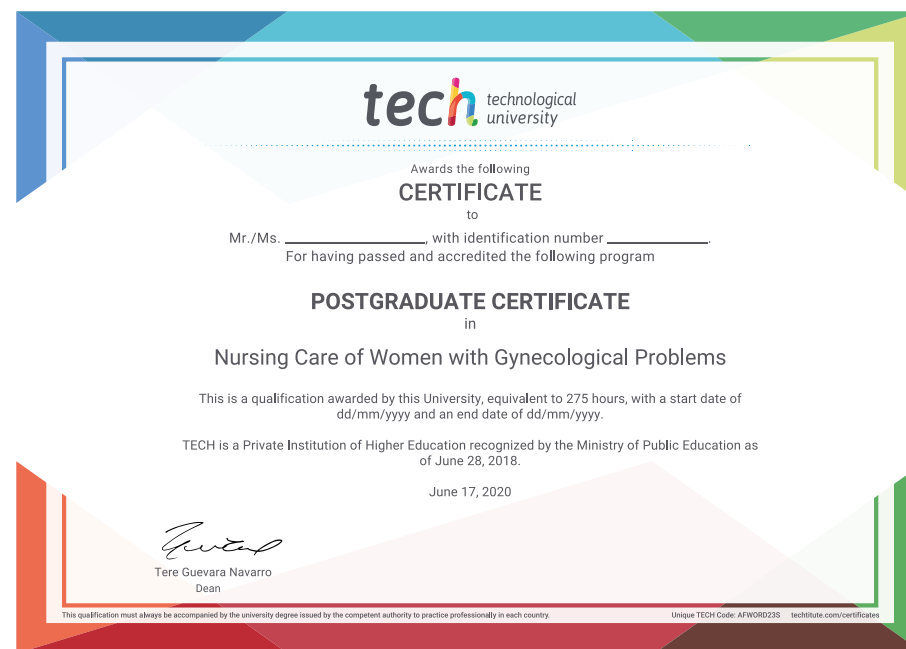 tech technological
university
Awards the following
CERTIFICATE
to
Mr./Ms. ____________________, with identification number ______________.
For having passed and accredited the following program
POSTGRADUATE CERTIFICATE
in
Nursing Care of Women with Gynecological Problems
This is a qualification awarded by this University, equivalent to 275 hours, with a start date of
dd/mm/yyyy and an end date of dd/mm/yyyy.
TECH is a Private Institution of Higher Education recognized by the Ministry of Public Education as
of June 28, 2018.
June 17, 2020
Tere Guevara Navarro
Dean
This qualification must always be accompanied by the university degree issued by the competent authority to practice professionally in each country.
Unique TECH Code: AFWORD23S techtitute.com/certificates